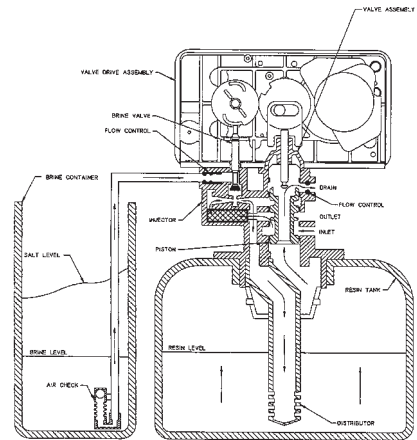 VALVE ASSEMBLY
VALVE DRIVE ASSEMBLY
BRINE VALVE
FLOW CONTROL
BRINE CONTAINER
DRAIN
FLOW CONTROL
INJECTOR
OUTLET
INLET
PISTON
SALT LEVEL
RESIN TANK
BRINE LEVEL
RESIN LEVEL
AIR CHECK
DISTRIBUTOR